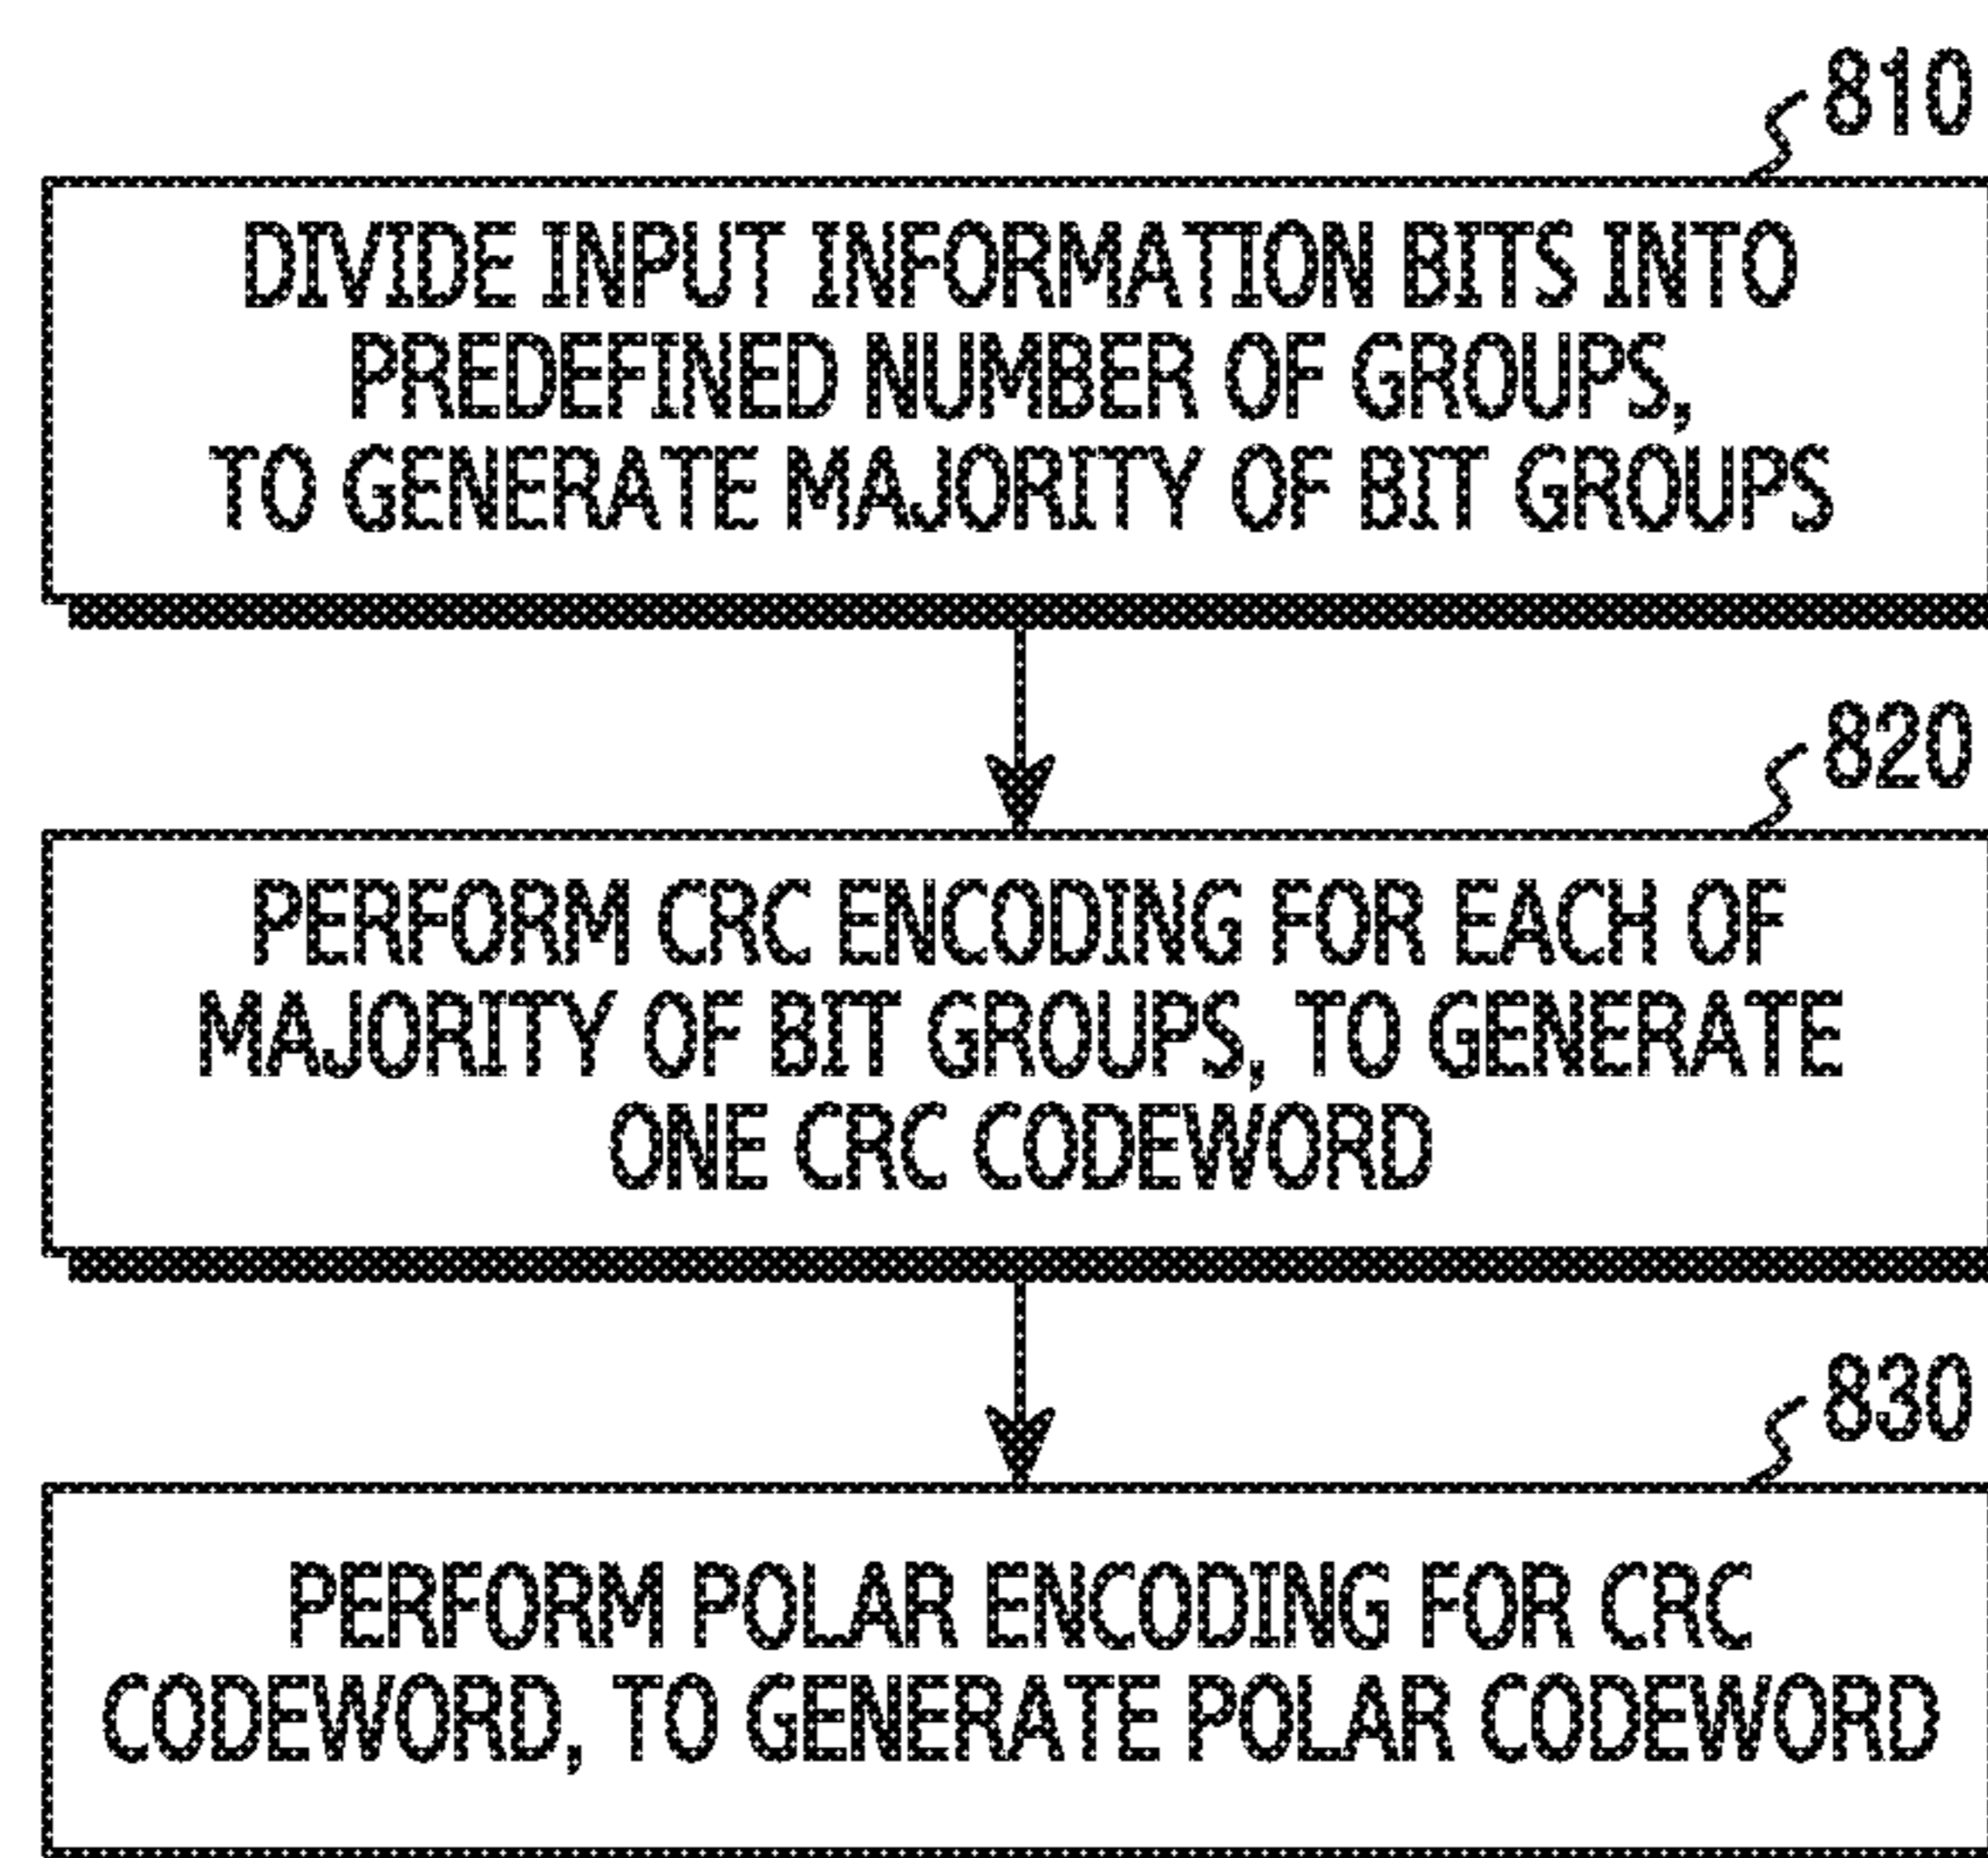 810
DIVIDE INPUT INFORMATION BITS INTO
PREDEFINED NUMBER OF GROUPS,
TO GENERATE MAJORITY OF BIT GROUPS
820
PERFORM CRC ENCODING FOR EACH OF
MAJORITY OF BIT GROUPS, TO GENERATE
ONE CRC CODEWORD
830
PERFORM POLAR ENCODING FOR CRC
CODEWORD, TO GENERATE POLAR CODEWORD